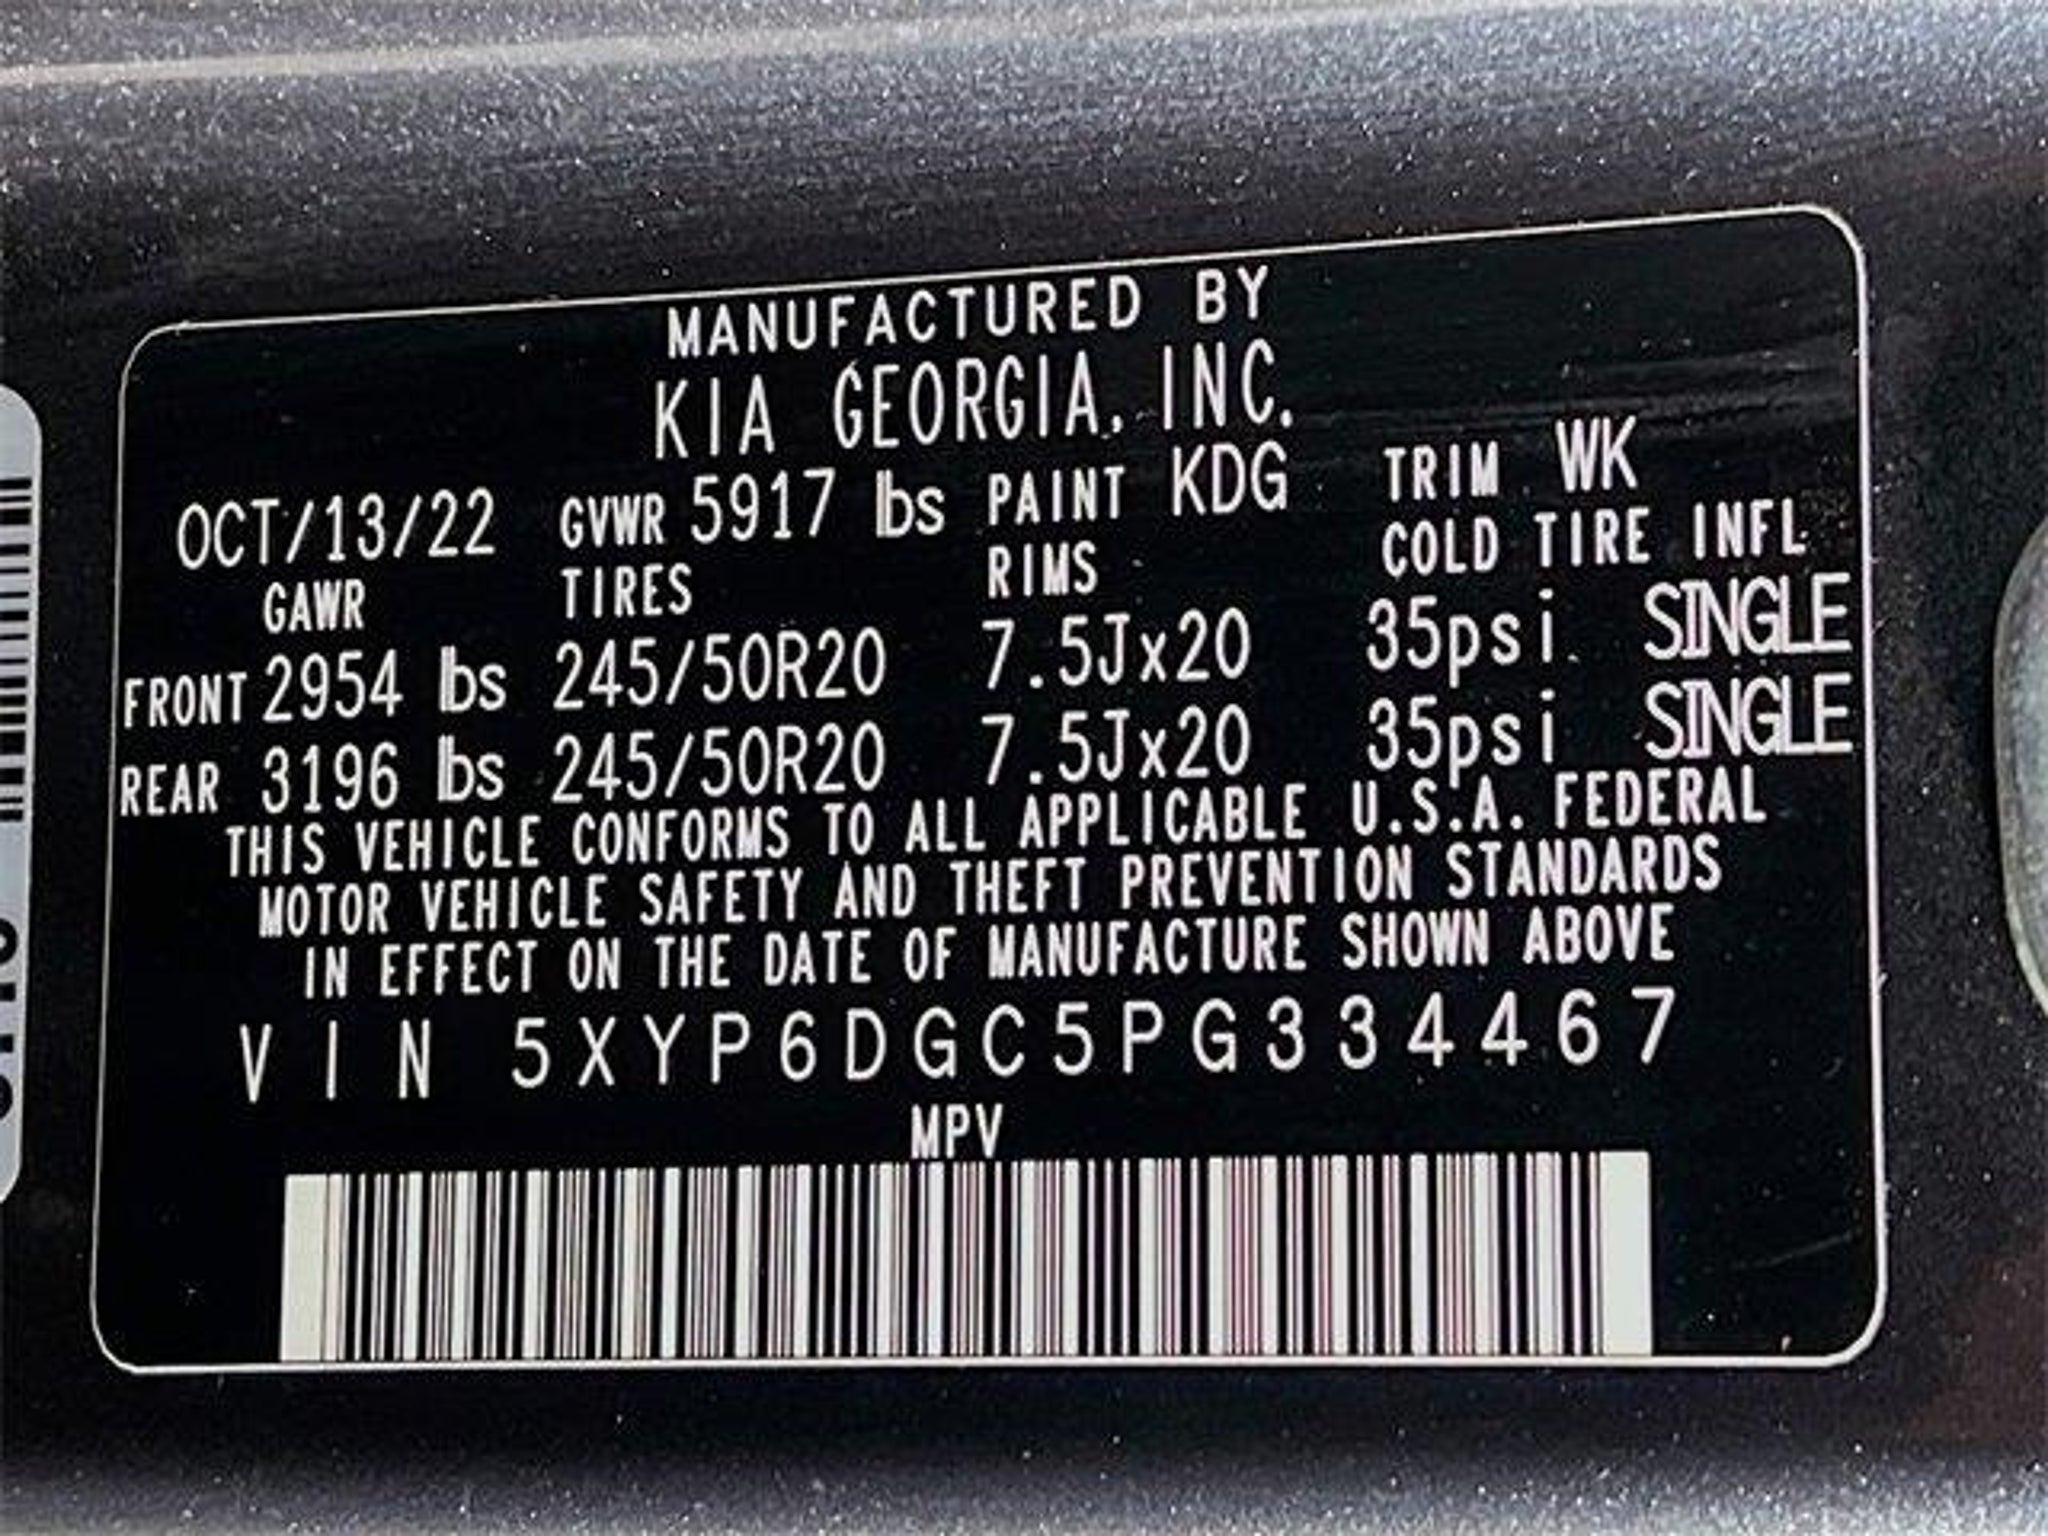 MANUFACTURED BY
KIA GEORGIA, INC.
OCT/13/22 GVWR 5917 lbs PAINT KDG TRIM WK
GAWR TIRES RIMS COLD TIRE INFL
FRONT 2954 lbs 245/50R20 7.5Jx20 35psi SINGLE
REAR 3196 lbs 245/50R20 7.5Jx20 35psi SINGLE
THIS VEHICLE CONFORMS TO ALL APPLICABLE U.S.A. FEDERAL
MOTOR VEHICLE SAFETY AND THEFT PREVENTION STANDARDS
IN EFFECT ON THE DATE OF MANUFACTURE SHOWN ABOVE
VIN 5XYP6DGC5PG334467
MPV